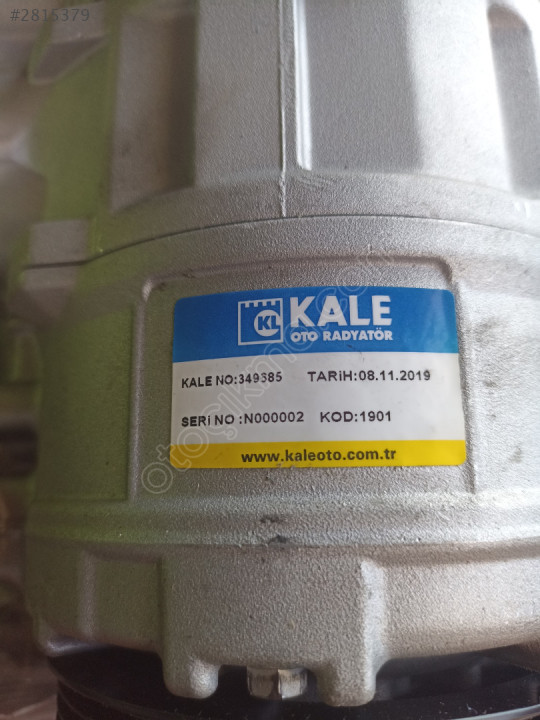 #2815379
KL KALE
OTO RADYATÖR
KALE NO:349385 TARiH:08.11.2019
SERi NO :N000002 KOD:1901
www.kaleoto.com.tr